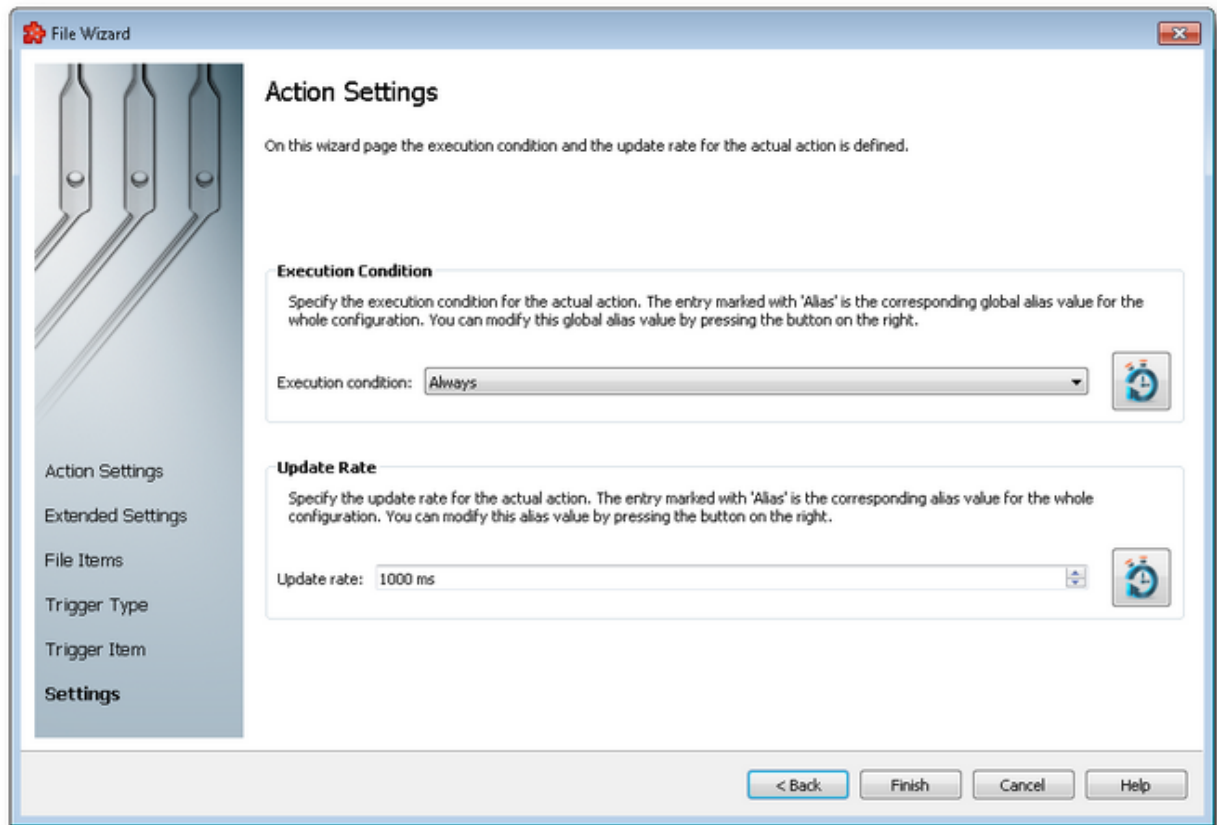 File Wizard
Action Settings
On this wizard page the execution condition and the update rate for the actual action is defined.
Execution Condition
Specify the execution condition for the actual action. The entry marked with 'Alias' is the corresponding global alias value for the
whole configuration. You can modify this global alias value by pressing the button on the right.
Execution condition: Always
Update Rate
Specify the update rate for the actual action. The entry marked with 'Alias' is the corresponding alias value for the whole
configuration. You can modify this alias value by pressing the button on the right.
Update rate: 1000 ms
Action Settings
Extended Settings
File Items
Trigger Type
Trigger Item
Settings
< Back Finish Cancel Help